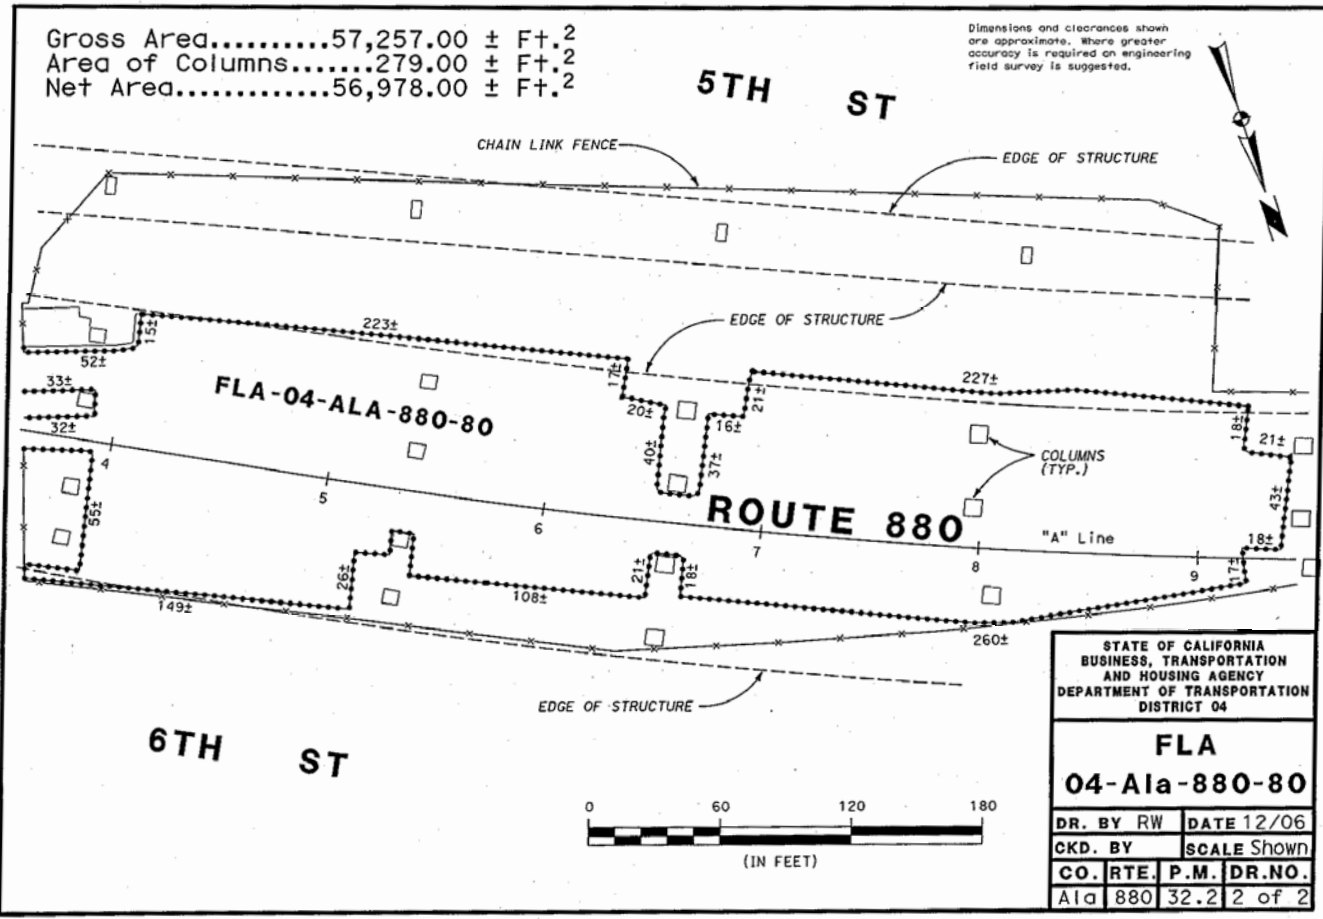 Gross Area..........57,257.00 ± Ft.2
Area of Columns.......279.00 ± Ft.2
Net Area.............56,978.00 ± Ft.2
Dimensions and clearances shown
are approximate. Where greater
accuracy is required an engineering
field survey is suggested.
5TH ST
CHAIN LINK FENCE
EDGE OF STRUCTURE
EDGE OF STRUCTURE
15±
223±
52±
33±
32±
17±
20±
40±
37±
16±
21±
227±
18±
21±
43±
18±
17±
FLA-04-ALA-880-80
COLUMNS
(TYP.)
ROUTE 880
"A" Line
4
5
6
7
8
9
55±
26±
149±
108±
21±
18±
260±
EDGE OF STRUCTURE
6TH ST
0 60 120 180
(IN FEET)
STATE OF CALIFORNIA
BUSINESS, TRANSPORTATION
AND HOUSING AGENCY
DEPARTMENT OF TRANSPORTATION
DISTRICT 04
FLA
04-Ala-880-80
DR. BY RW DATE 12/06
CKD. BY SCALE Shown
CO. RTE. P.M. DR.NO.
Ala 880 32.2 2 of 2